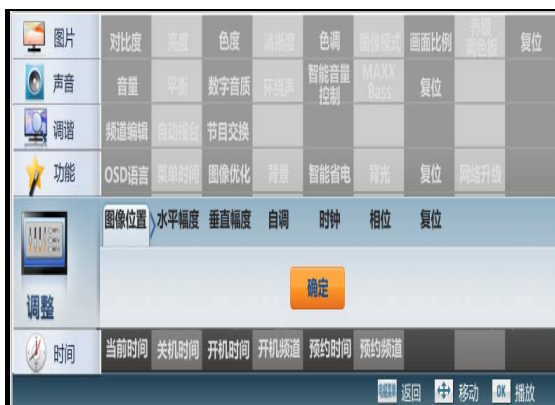 图片 对比度 亮度 色度 清晰度 色调 图像模式 画面比例 养眼调色板 复位
声音 音量 平衡 数字音质 环绕声 智能音量控制 MAXX Bass 复位
调谐 频道编辑 自动搜台 节目交换
功能 OSD语言 菜单时间 图像优化 背景 智能省电 背光 复位 网络升级
图像位置 水平幅度 垂直幅度 自调 时钟 相位 复位
确定
调整
时间 当前时间 关机时间 开机时间 开机频道 预约时间 预约频道
电视菜单 返回 移动 OK 播放